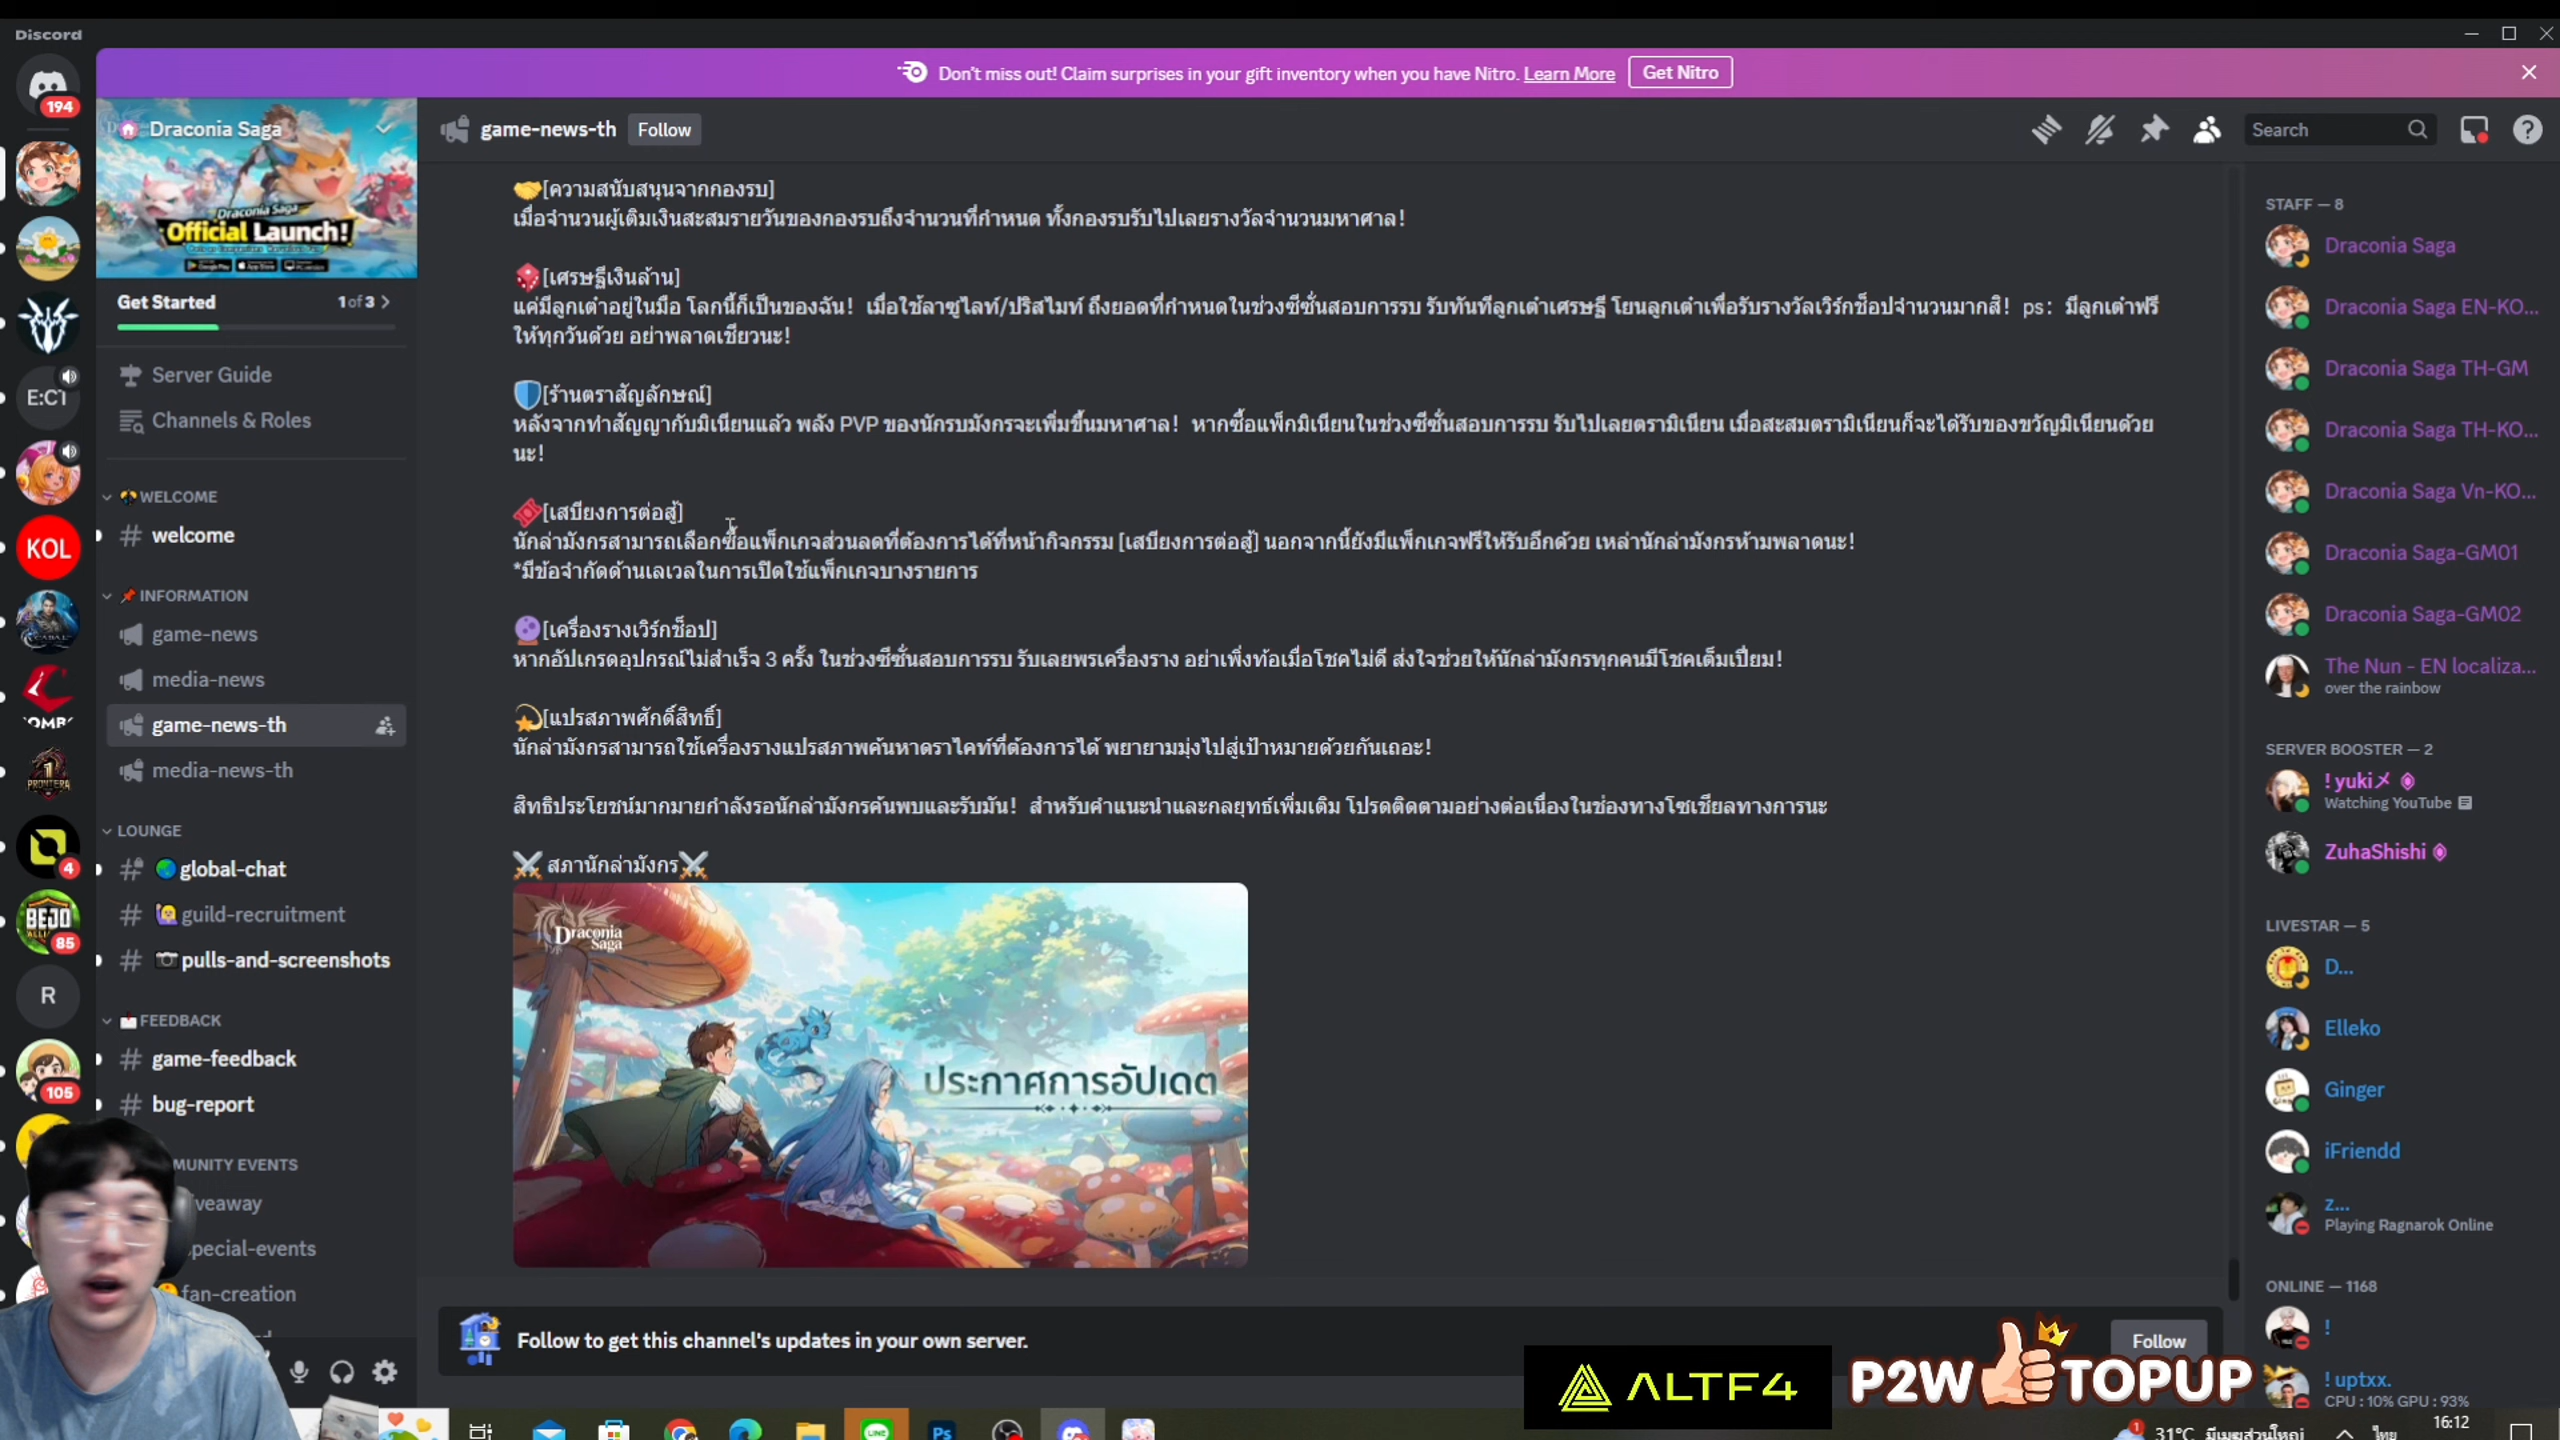 Discord
Don't miss out! Claim surprises in your gift inventory when you have Nitro. Learn More
Get Nitro
194
Draconia Saga
Draconia Saga
Official Launch!
Get Started
1 of 3
Server Guide
Channels & Roles
WELCOME
welcome
INFORMATION
game-news
media-news
game-news-th
media-news-th
LOUNGE
global-chat
guild-recruitment
pulls-and-screenshots
FEEDBACK
game-feedback
bug-report
MUNITY EVENTS
veaway
pecial-events
fan-creation
E:C1
KOL
CABAL
OMB
PRONTERA
4
BEJO
85
R
105
game-news-th
Follow
Search
[ความสนับสนุนจากกองรบ]
เมื่อจำนวนผู้เติมเงินสะสมรายวันของกองรบถึงจำนวนที่กำหนด ทั้งกองรบรับไปเลยรางวัลจำนวนมหาศาล!
[เศรษฐีเงินล้าน]
แค่มีลูกเต๋าอยู่ในมือ โลกนี้ก็เป็นของฉัน! เมื่อใช้ลาซูไลท์/ปริสไมท์ ถึงยอดที่กำหนดในช่วงซีซั่นสอบการรบ รับทันทีลูกเต๋าเศรษฐี โยนลูกเต๋าเพื่อรับรางวัลเวิร์กช็อปจำนวนมากสิ! ps: มีลูกเต๋าฟรี
ให้ทุกวันด้วย อย่าพลาดเชียวนะ!
[ร้านตราสัญลักษณ์]
หลังจากทำสัญญากับมิเนียนแล้ว พลัง PVP ของนักรบมังกรจะเพิ่มขึ้นมหาศาล! หากซื้อแพ็กมิเนียนในช่วงซีซั่นสอบการรบ รับไปเลยตรามิเนียน เมื่อสะสมตรามิเนียนก็จะได้รับของขวัญมิเนียนด้วย
นะ!
[เสบียงการต่อสู้]
นักล่ามังกรสามารถเลือกซื้อแพ็กเกจส่วนลดที่ต้องการได้ที่หน้ากิจกรรม [เสบียงการต่อสู้] นอกจากนี้ยังมีแพ็กเกจฟรีให้รับอีกด้วย เหล่านักล่ามังกรห้ามพลาดนะ!
*มีข้อจำกัดด้านเลเวลในการเปิดใช้แพ็กเกจบางรายการ
[เครื่องรางเวิร์กช็อป]
หากอัปเกรดอุปกรณ์ไม่สำเร็จ 3 ครั้ง ในช่วงซีซั่นสอบการรบ รับเลยพรเครื่องราง อย่าเพิ่งท้อเมื่อโชคไม่ดี ส่งใจช่วยให้นักล่ามังกรทุกคนมีโชคเต็มเปี่ยม!
[แปรสภาพศักดิ์สิทธิ์]
นักล่ามังกรสามารถใช้เครื่องรางแปรสภาพค้นหาดราไคท์ที่ต้องการได้ พยายามมุ่งไปสู่เป้าหมายด้วยกันเถอะ!
สิทธิประโยชน์มากมายกำลังรอนักล่ามังกรค้นพบและรับมัน! สำหรับคำแนะนำและกลยุทธ์เพิ่มเติม โปรดติดตามอย่างต่อเนื่องในช่องทางโซเชียลทางการนะ
สภานักล่ามังกร
Draconia Saga
ประกาศการอัปเดต
Follow to get this channel's updates in your own server.
Follow
STAFF — 8
Draconia Saga
Draconia Saga EN-KO...
Draconia Saga TH-GM
Draconia Saga TH-KO...
Draconia Saga Vn-KO...
Draconia Saga-GM01
Draconia Saga-GM02
The Nun - EN localiza...
over the rainbow
SERVER BOOSTER — 2
! yukiメ
Watching YouTube
ZuhaShishi
LIVESTAR — 5
D...
Elleko
Ginger
iFriendd
z...
Playing Ragnarok Online
ONLINE — 1168
!
! uptxx.
CPU : 10% GPU : 93%
ALTF4
P2W TOPUP
LINE
Ps
1
31°C มีเมฆส่วนใหญ่
ไทย
16:12